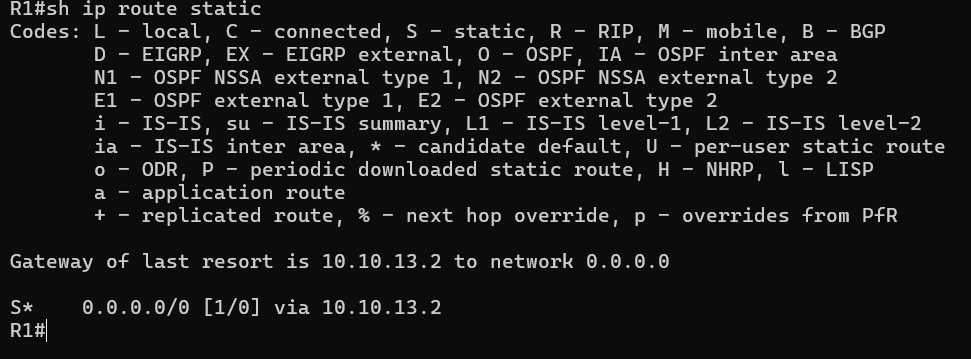 R1#sh ip route static
Codes: L - local, C - connected, S - static, R - RIP, M - mobile, B - BGP
       D - EIGRP, EX - EIGRP external, O - OSPF, IA - OSPF inter area
       N1 - OSPF NSSA external type 1, N2 - OSPF NSSA external type 2
       E1 - OSPF external type 1, E2 - OSPF external type 2
       i - IS-IS, su - IS-IS summary, L1 - IS-IS level-1, L2 - IS-IS level-2
       ia - IS-IS inter area, * - candidate default, U - per-user static route
       o - ODR, P - periodic downloaded static route, H - NHRP, l - LISP
       a - application route
       + - replicated route, % - next hop override, p - overrides from PfR

Gateway of last resort is 10.10.13.2 to network 0.0.0.0

S*    0.0.0.0/0 [1/0] via 10.10.13.2
R1#